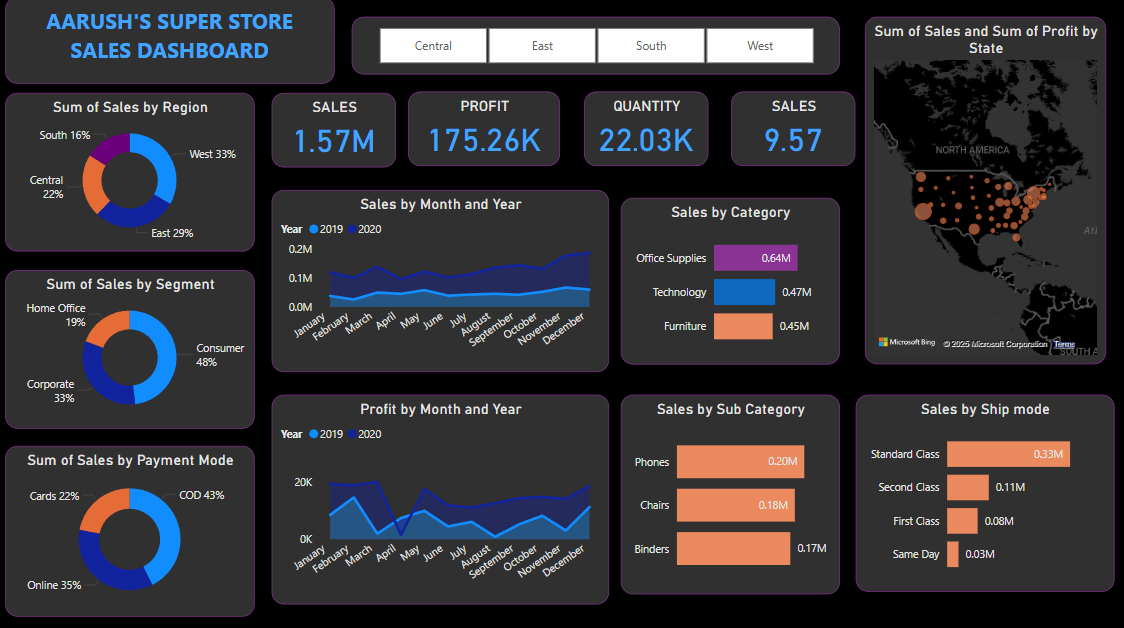 AARUSH'S SUPER STORE
SALES DASHBOARD
Central
East
South
West
Sum of Sales and Sum of Profit by
State
NORTH AMERICA
Atl
Microsoft Bing
© 2025 Microsoft Corporation
Terms
SOUTH A
Sum of Sales by Region
South 16%
West 33%
Central
22%
East 29%
SALES
1.57M
PROFIT
175.26K
QUANTITY
22.03K
SALES
9.57
Sales by Month and Year
Year
2019
2020
0.2M
0.1M
0.0M
January
February
March
April
May
June
July
August
September
October
November
December
Sales by Category
Office Supplies
0.64M
Technology
0.47M
Furniture
0.45M
Sum of Sales by Segment
Home Office
19%
Consumer
48%
Corporate
33%
Profit by Month and Year
Year
2019
2020
20K
0K
January
February
March
April
May
June
July
August
September
October
November
December
Sales by Sub Category
Phones
0.20M
Chairs
0.18M
Binders
0.17M
Sales by Ship mode
Standard Class
0.33M
Second Class
0.11M
First Class
0.08M
Same Day
0.03M
Sum of Sales by Payment Mode
Cards 22%
COD 43%
Online 35%